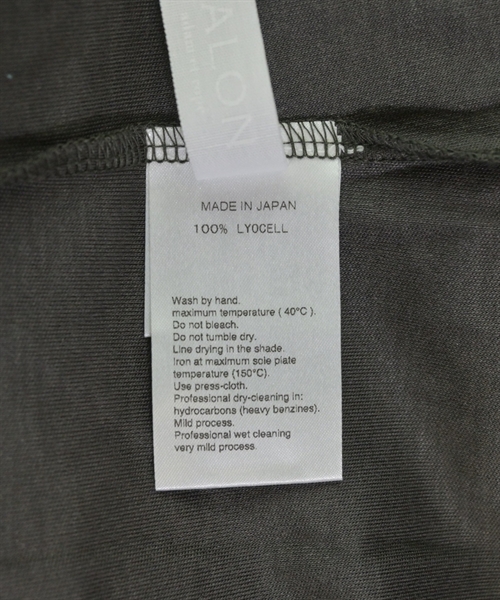 ALON
MADE IN JAPAN
100% LYOCELL
Wash by hand.
maximum temperature ( 40°C ).
Do not bleach.
Do not tumble dry.
Line drying in the shade.
Iron at maximum sole plate
temperature (150°C).
Use press-cloth.
Professional dry-cleaning in:
hydrocarbons (heavy benzines).
Mild process.
Professional wet cleaning
very mild process.